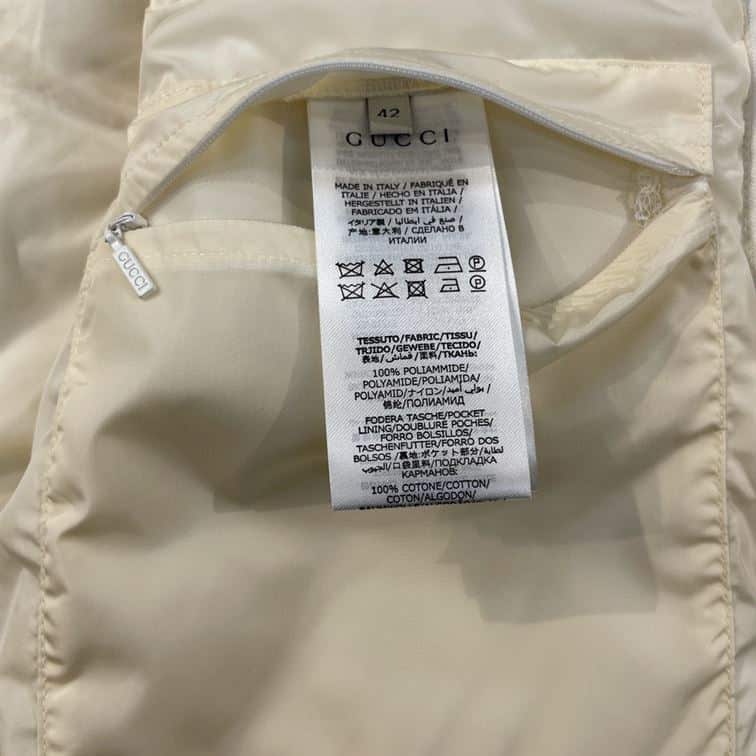 42
GUCCI
MADE IN ITALY / FABRIQUÉ EN
ITALIE / HECHO EN ITALIA /
HERGESTELLT IN ITALIEN /
FABRICADO EM ITÁLIA /
イタリア製 / صنع في ايطاليا /
产地:意大利 / СДЕЛАНО В
ИТАЛИИ
GUCCI
TESSUTO/FABRIC/TISSU/
TRJIDO/GEWEBE/TECIDO/
表地/قماش/面料/ТКАНЬ:
100% POLIAMMIDE/
POLYAMIDE/POLIAMIDA/
POLYAMID/ナイロン/
锦纶/ПОЛИАМИД
FODERA TASCHE/POCKET
LINING/DOUBLURE POCHES/
FORRO BOLSILLOS/
TASCHENFUTTER/FORRO DOS
BOLSOS /裏地:ポケット部分/
口袋里料/ПОДКЛАДКА
КАРМАНОВ:
100% COTONE/COTTON/
COTON/ALGODON/